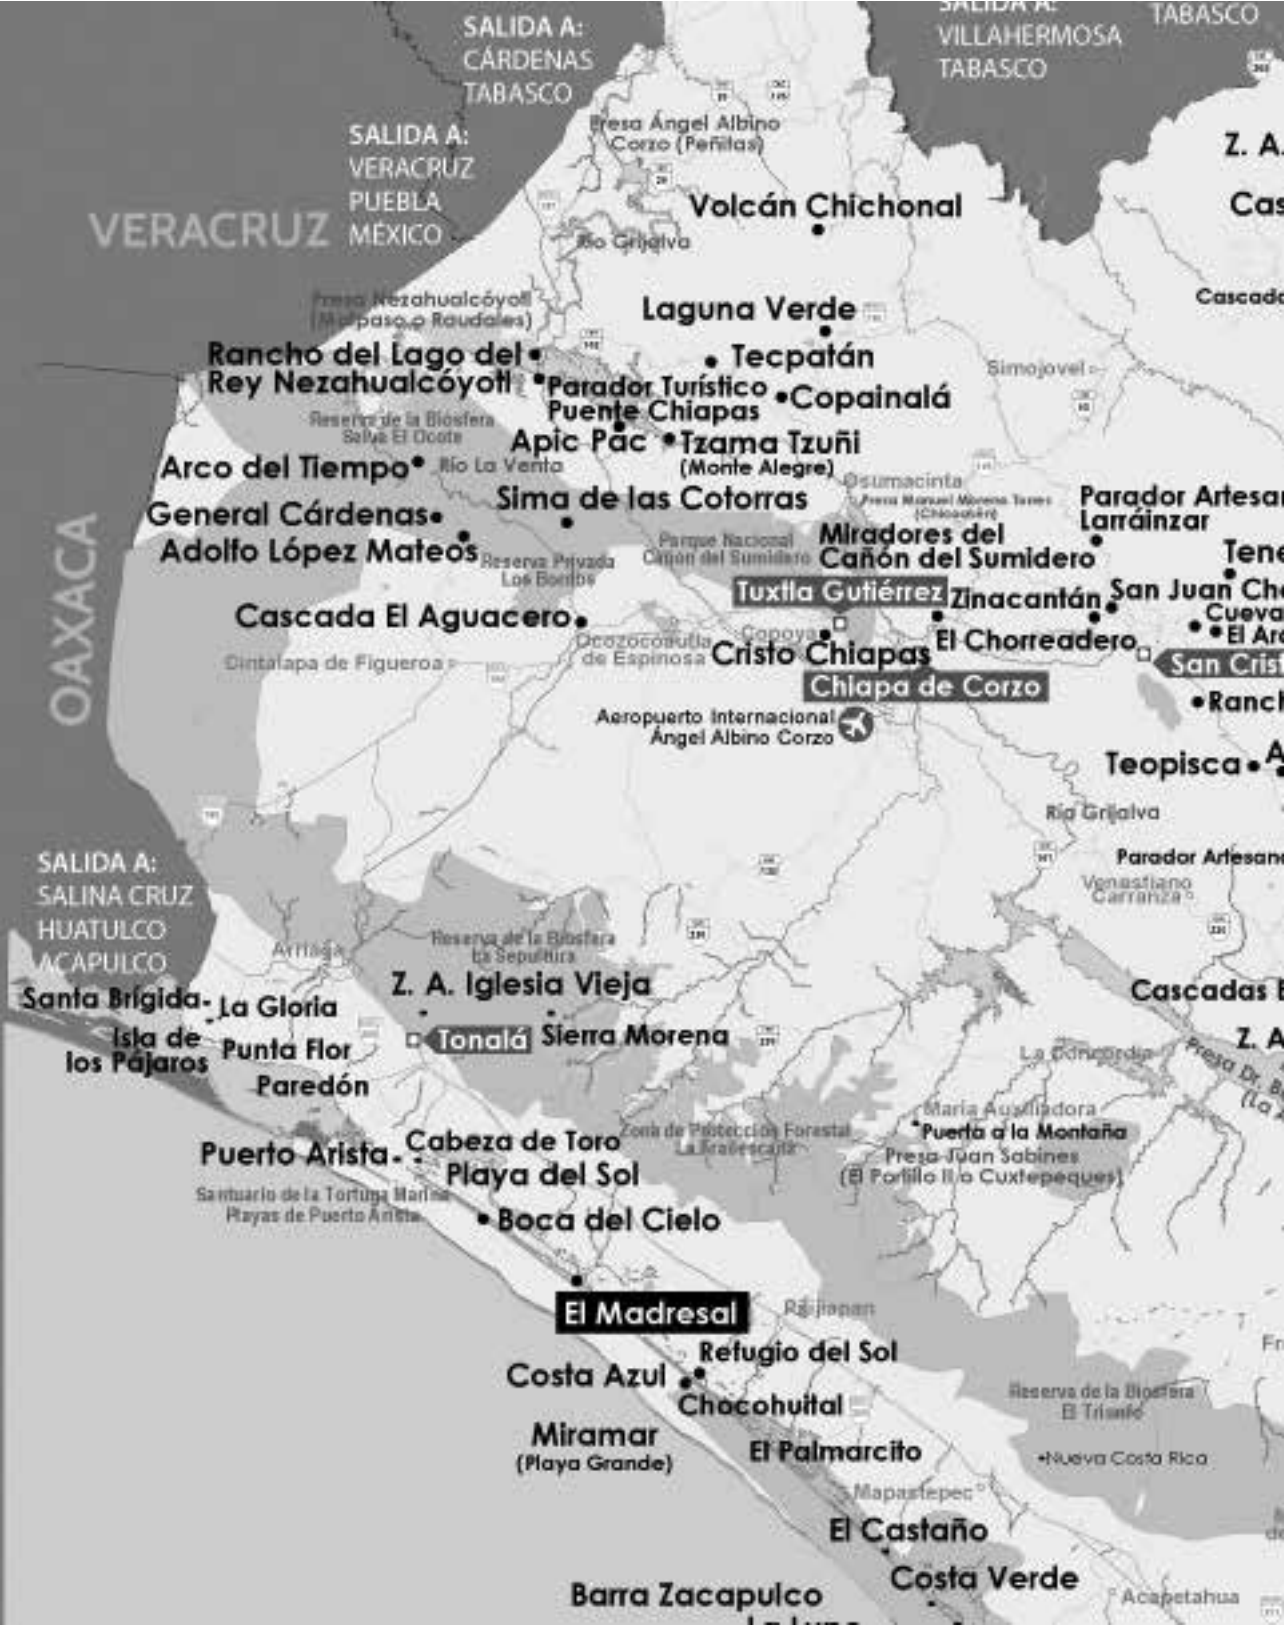 SALIDA A:
CÁRDENAS
TABASCO
SALIDA A:
VILLAHERMOSA
TABASCO
TABASCO
SALIDA A:
VERACRUZ
PUEBLA
MÉXICO
VERACRUZ
Presa Ángel Albino
Corzo (Peñitas)
Z. A.
Volcán Chichonal
Río Grijalva
Presa Nezahualcóyotl
(Malpaso o Raudales)
Laguna Verde
Rancho del Lago del
Rey Nezahualcóyotl
Tecpatán
Simojovel
Parador Turístico
Puente Chiapas
Copainalá
Reserva de la Biósfera
Selva El Ocote
Apic Pac
Tzama Tzuñi
(Monte Alegre)
Arco del Tiempo
Río La Venta
Osumacinta
Presa Manuel Moreno Torres
(Chicoasén)
Sima de las Cotorras
General Cárdenas
Adolfo López Mateos
Larráinzar
Miradores del
Cañón del Sumidero
Parque Nacional
Cañón del Sumidero
Reserva Privada
OAXACA
Tuxtla Gutiérrez
Zinacantán
San Juan
Cascada El Aguacero
Ocozocoautla
de Espinosa
Copoya
Cristo Chiapas
El Chorreadero
Cintalapa de Figueroa
Chiapa de Corzo
Aeropuerto Internacional
Ángel Albino Corzo
Teopisca
Río Grijalva
Parador
Venustiano
Carranza
SALIDA A:
SALINA CRUZ
HUATULCO
ACAPULCO
Arriaga
Reserva de la Biósfera
La Sepultura
Z. A. Iglesia Vieja
Cascadas
Santa Brígida
La Gloria
Isla de
los Pájaros
Punta Flor
Tonalá
Sierra Morena
Z. A.
La Concordia
Presa Dr.
Paredón
María Auxiliadora
Puerta a la Montaña
Presa Juan Sabines
(El Portillo II o Cuxtepeques)
Zona de Protección Forestal
La Frailescana
Puerto Arista
Cabeza de Toro
Playa del Sol
Santuario de la Tortuga Marina
Playas de Puerto Arista
Boca del Cielo
El Madresal
Pijijiapan
Refugio del Sol
Costa Azul
Chocohuital
Reserva de la Biósfera
El Triunfo
Miramar
(Playa Grande)
El Palmarcito
Nueva Costa Rica
Mapastepec
El Castaño
Costa Verde
Barra Zacapulco
Acapetahua